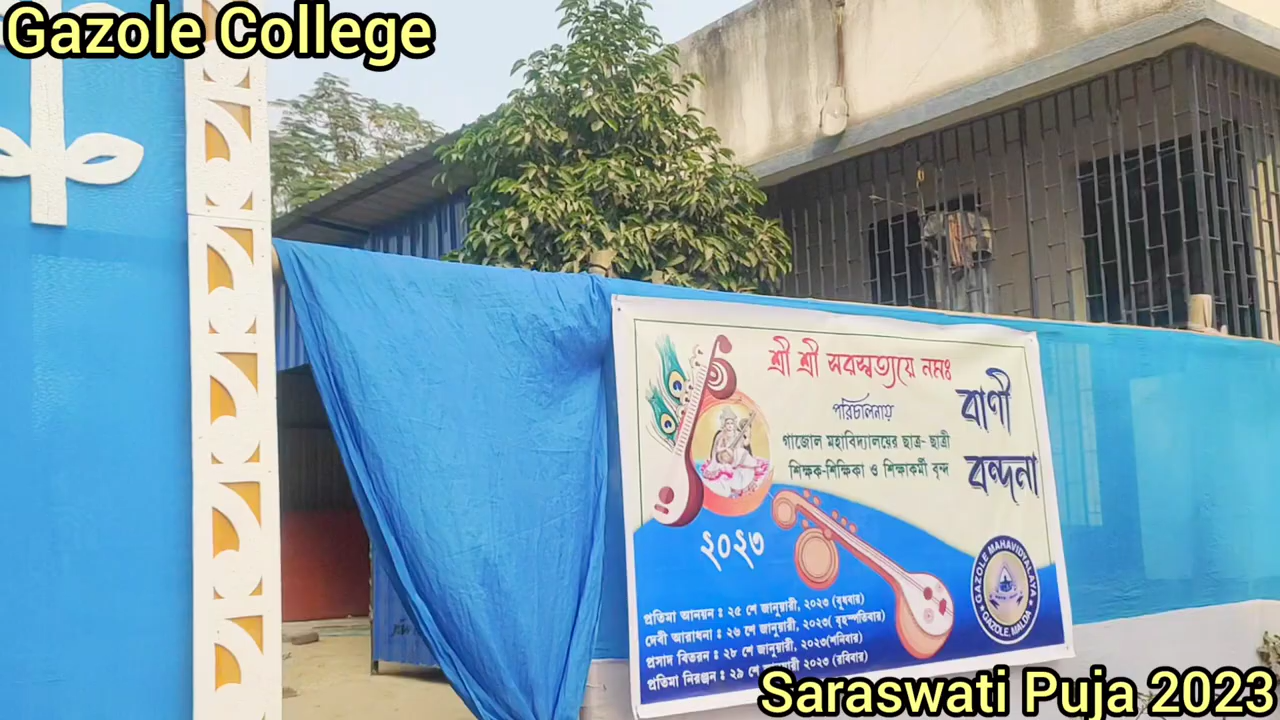 Gazole College
শ্রী শ্রী সরস্বত্যায়ে নমঃ
পরিচালনায়
গাজোল মহাবিদ্যালয়ের ছাত্র- ছাত্রী
শিক্ষক-শিক্ষিকা ও শিক্ষাকর্মী বৃন্দ
বাণী
বন্দনা
২০২৩
প্রতিমা আনয়ন ঃ ২৫ শে জানুয়ারী, ২০২৩ (বুধবার)
দেবী আরাধনা ঃ ২৬ শে জানুয়ারী, ২০২৩( বৃহস্পতিবার)
প্রসাদ বিতরন ঃ ২৮ শে জানুয়ারী, ২০২৩(শনিবার)
প্রতিমা নিরঞ্জন ঃ ২৯ শে জানুয়ারী ২০২৩ (রবিবার)
GAZOLE MAHAVIDYALAYA
GAZOLE, MALDA
Saraswati Puja 2023